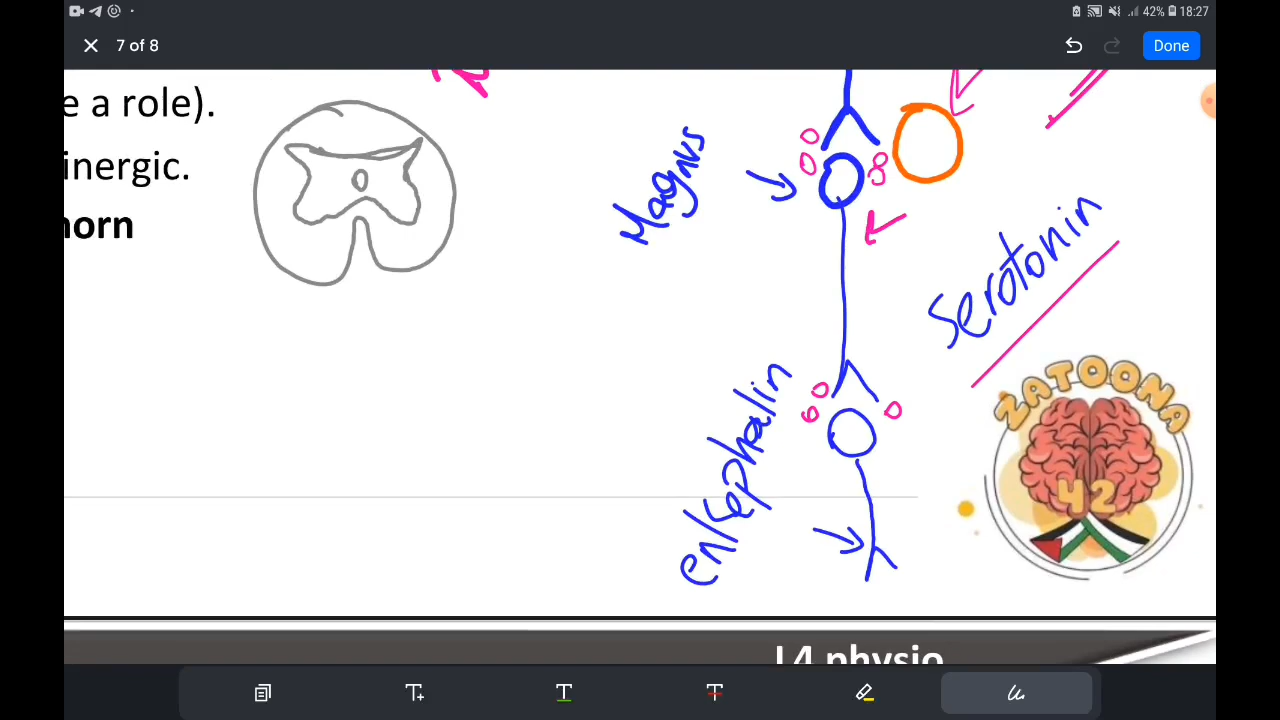 42% 18:27
7 of 8
Done
e a role).
inergic.
horn
Magnus
Serotonin
enkephalin
ZATOONA
42
L4 physio